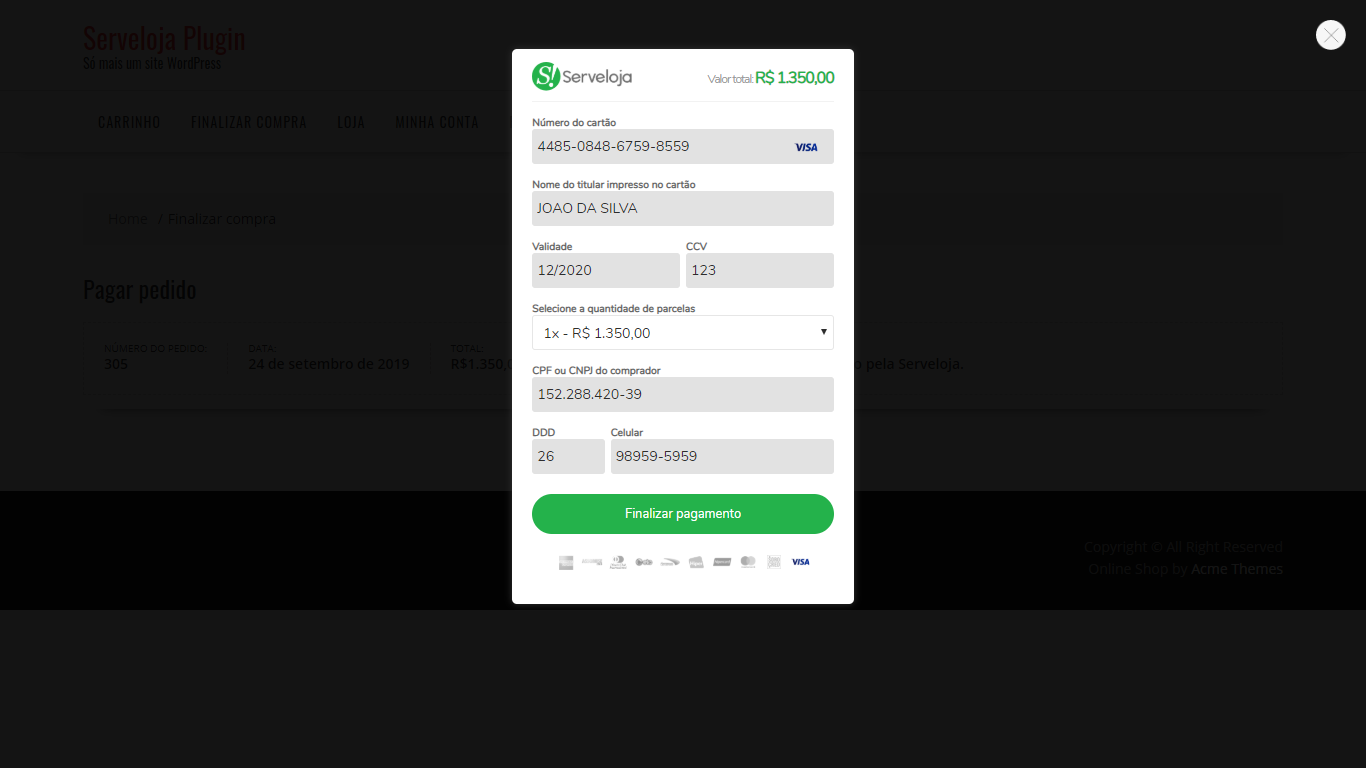 Serveloja Plugin
Só mais um site WordPress
CARRINHO FINALIZAR COMPRA LOJA MINHA CONTA
Home / Finalizar compra
Pagar pedido
NÚMERO DO PEDIDO: DATA: TOTAL:
305 24 de setembro de 2019 R$1.350,0 pela Serveloja.
S! Serveloja Valor total: R$ 1.350,00
Número do cartão
4485-0848-6759-8559 VISA
Nome do titular impresso no cartão
JOAO DA SILVA
Validade CCV
12/2020 123
Selecione a quantidade de parcelas
1x - R$ 1.350,00
CPF ou CNPJ do comprador
152.288.420-39
DDD Celular
26 98959-5959
Finalizar pagamento
VISA
Copyright © All Right Reserved
Online Shop by Acme Themes